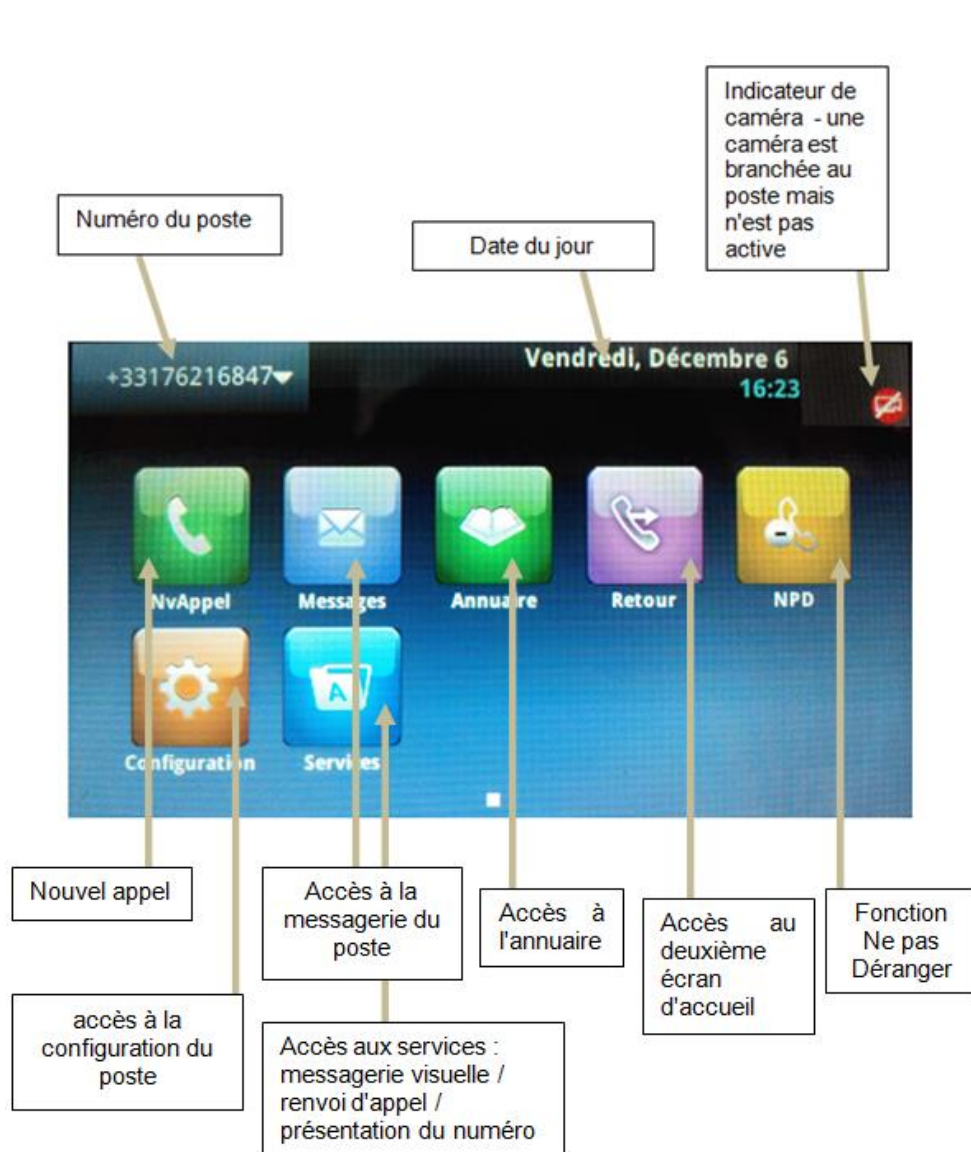 Indicateur de
caméra - une
caméra est
branchée au
poste mais
n'est pas
active
Numéro du poste
Date du jour
+33176216847
Vendredi, Décembre 6
16:23
NvAppel
Messages
Annuaire
Retour
NPD
Configuration
Services
Nouvel appel
Accès à la
messagerie du
poste
Accès à
l'annuaire
Accès au
deuxième
écran
d'accueil
Fonction
Ne pas
Déranger
accès à la
configuration du
poste
Accès aux services :
messagerie visuelle /
renvoi d'appel /
présentation du numéro